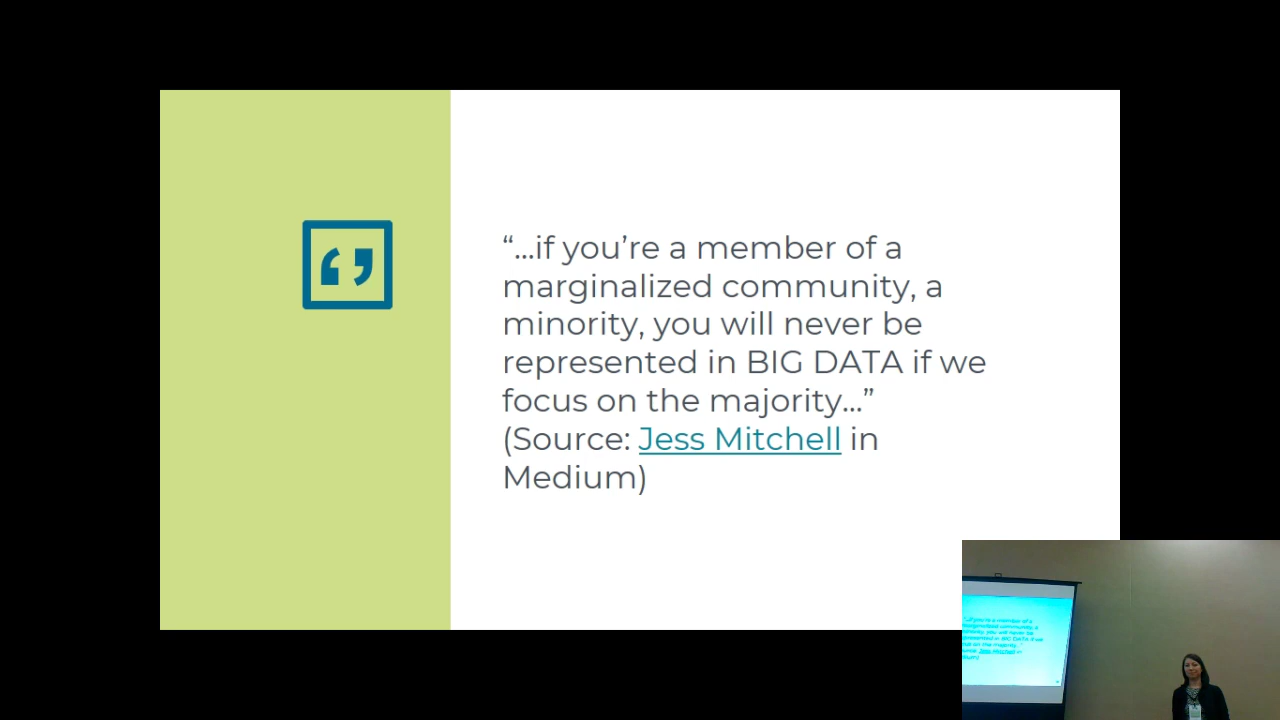 “...if you’re a member of a
marginalized community, a
minority, you will never be
represented in BIG DATA if we
focus on the majority...”
(Source: Jess Mitchell in
Medium)